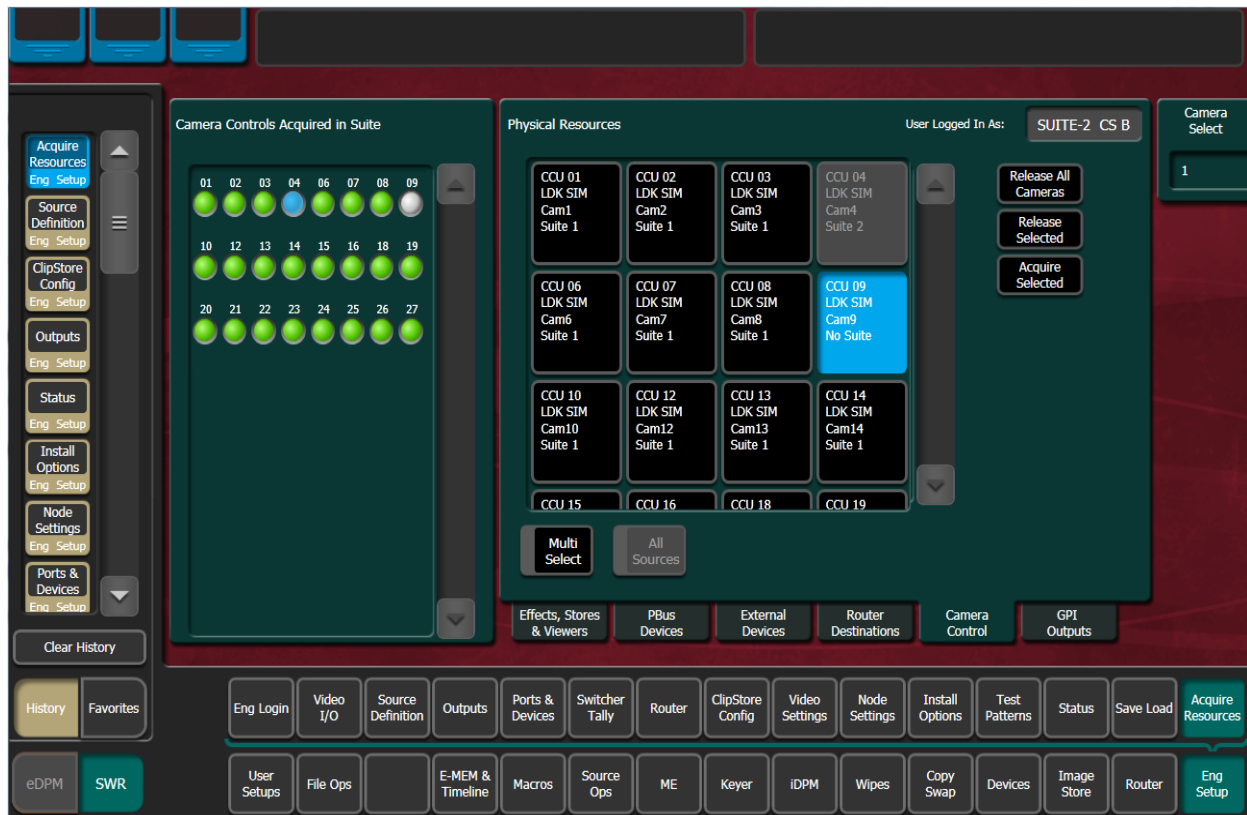 Camera Controls Acquired in Suite
Physical Resources
User Logged In As:
SUITE-2 CS B
Camera
Select
1
Acquire
Resources
Eng Setup
Source
Definition
Eng Setup
ClipStore
Config
Eng Setup
Outputs
Eng Setup
Status
Eng Setup
Install
Options
Eng Setup
Node
Settings
Eng Setup
Ports &
Devices
Eng Setup
Clear History
History
Favorites
eDPM
SWR
01 02 03 04 06 07 08 09
10 12 13 14 15 16 18 19
20 21 22 23 24 25 26 27
CCU 01
LDK SIM
Cam1
Suite 1
CCU 02
LDK SIM
Cam2
Suite 1
CCU 03
LDK SIM
Cam3
Suite 1
CCU 04
LDK SIM
Cam4
Suite 2
CCU 06
LDK SIM
Cam6
Suite 1
CCU 07
LDK SIM
Cam7
Suite 1
CCU 08
LDK SIM
Cam8
Suite 1
CCU 09
LDK SIM
Cam9
No Suite
CCU 10
LDK SIM
Cam10
Suite 1
CCU 12
LDK SIM
Cam12
Suite 1
CCU 13
LDK SIM
Cam13
Suite 1
CCU 14
LDK SIM
Cam14
Suite 1
CCU 15
CCU 16
CCU 18
CCU 19
Release All
Cameras
Release
Selected
Acquire
Selected
Multi
Select
All
Sources
Effects, Stores
& Viewers
PBus
Devices
External
Devices
Router
Destinations
Camera
Control
GPI
Outputs
Eng Login
Video
I/O
Source
Definition
Outputs
Ports &
Devices
Switcher
Tally
Router
ClipStore
Config
Video
Settings
Node
Settings
Install
Options
Test
Patterns
Status
Save Load
Acquire
Resources
User
Setups
File Ops
E-MEM &
Timeline
Macros
Source
Ops
ME
Keyer
iDPM
Wipes
Copy
Swap
Devices
Image
Store
Router
Eng
Setup